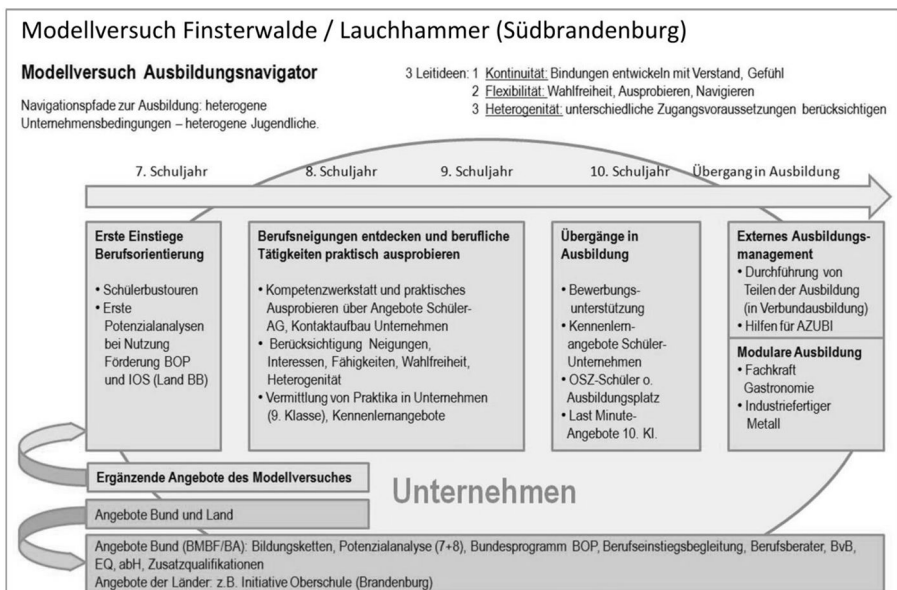 Modellversuch Finsterwalde / Lauchhammer (Südbrandenburg)
Modellversuch Ausbildungsnavigator
Navigationspfade zur Ausbildung: heterogene
Unternehmensbedingungen – heterogene Jugendliche.
3 Leitideen: 1 Kontinuität: Bindungen entwickeln mit Verstand, Gefühl
2 Flexibilität: Wahlfreiheit, Ausprobieren, Navigieren
3 Heterogenität: unterschiedliche Zugangsvoraussetzungen berücksichtigen
7. Schuljahr 8. Schuljahr 9. Schuljahr 10. Schuljahr Übergang in Ausbildung
Erste Einstiege
Berufsorientierung
• Schülerbustouren
• Erste
Potenzialanalysen
bei Nutzung
Förderung BOP
und IOS (Land BB)
Berufsneigungen entdecken und berufliche
Tätigkeiten praktisch ausprobieren
• Kompetenzwerkstatt und praktisches
Ausprobieren über Angebote Schüler-
AG, Kontaktaufbau Unternehmen
• Berücksichtigung Neigungen,
Interessen, Fähigkeiten, Wahlfreiheit,
Heterogenität
• Vermittlung von Praktika in Unternehmen
(9. Klasse), Kennenlernangebote
Übergänge in
Ausbildung
• Bewerbungs-
unterstützung
• Kennenlern-
angebote Schüler-
Unternehmen
• OSZ-Schüler o.
Ausbildungsplatz
• Last Minute-
Angebote 10. Kl.
Externes Ausbildungs-
management
• Durchführung von
Teilen der Ausbildung
(in Verbundausbildung)
• Hilfen für AZUBI
Modulare Ausbildung
• Fachkraft
Gastronomie
• Industriefertiger
Metall
Ergänzende Angebote des Modellversuches
Unternehmen
Angebote Bund und Land
Angebote Bund (BMBF/BA): Bildungsketten, Potenzialanalyse (7+8), Bundesprogramm BOP, Berufseinstiegsbegleitung, Berufsberater, BvB,
EQ, abH, Zusatzqualifikationen
Angebote der Länder: z.B. Initiative Oberschule (Brandenburg)